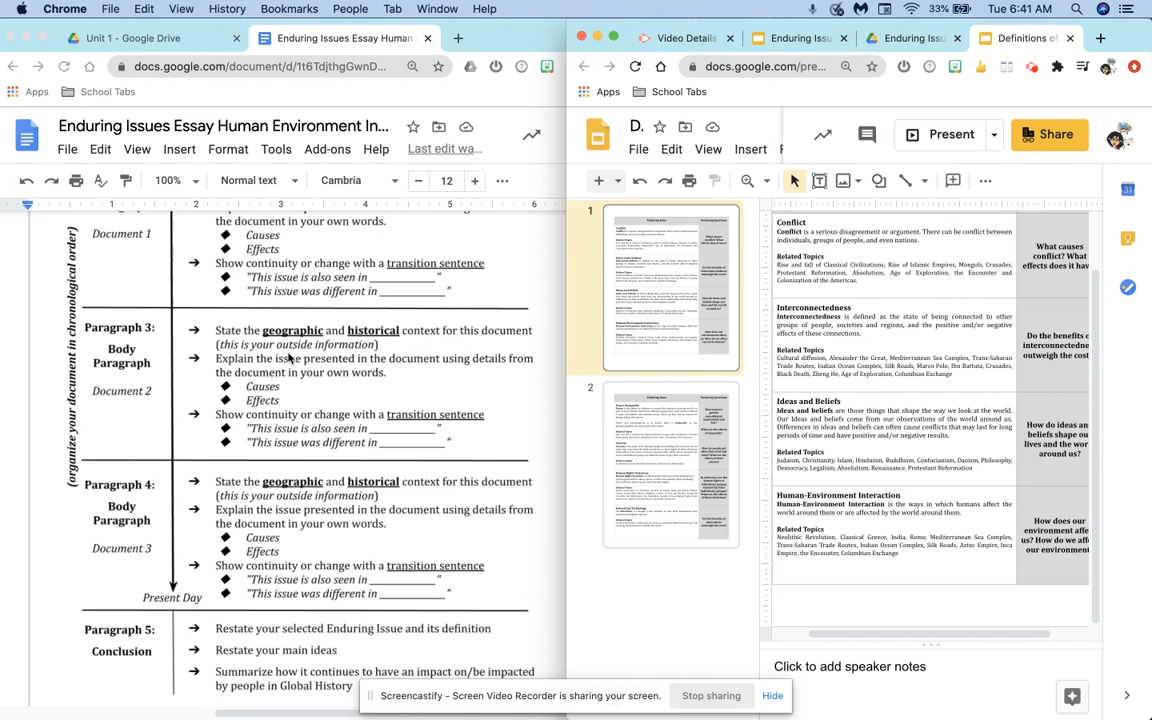 Chrome File Edit View History Bookmarks People Tab Window Help 33% Tue 6:41 AM
Unit 1 - Google Drive
Enduring Issues Essay Human
docs.google.com/document/d/1t6TdjthgGwnD...
Apps School Tabs
Enduring Issues Essay Human Environment In...
File Edit View Insert Format Tools Add-ons Help Last edit wa...
100% Normal text Cambria 12
1 2 3 4 5 6
(organize your document in chronological order)
Document 1
the document in your own words.
Causes
Effects
Show continuity or change with a transition sentence
"This issue is also seen in ___________"
"This issue was different in ___________"
Paragraph 3:
Body
Paragraph
Document 2
State the geographic and historical context for this document
(this is your outside information)
Explain the issue presented in the document using details from
the document in your own words.
Causes
Effects
Show continuity or change with a transition sentence
"This issue is also seen in ___________"
"This issue was different in ___________"
Paragraph 4:
Body
Paragraph
Document 3
State the geographic and historical context for this document
(this is your outside information)
Explain the issue presented in the document using details from
the document in your own words.
Causes
Effects
Show continuity or change with a transition sentence
"This issue is also seen in ___________"
"This issue was different in ___________"
Present Day
Paragraph 5:
Conclusion
Restate your selected Enduring Issue and its definition
Restate your main ideas
Summarize how it continues to have an impact on/be impacted
by people in Global History
Video Details
Enduring Issu
Enduring Issu
Definitions of
docs.google.com/pre...
Apps School Tabs
D.
File Edit View Insert F
Present
Share
31
1
2
Conflict
Conflict is a serious disagreement or argument. There can be conflict between
individuals, groups of people, and even nations.
Related Topics
Rise and fall of Classical Civilizations, Rise of Islamic Empires, Mongols, Crusades,
Protestant Reformation, Absolutism, Age of Exploration, the Encounter and
Colonization of the Americas.
What causes
conflict? What
effects does it hav
Interconnectedness
Interconnectedness is defined as the state of being connected to other
groups of people, societies and regions, and the positive and/or negative
effects of these connections.
Related Topics
Cultural diffusion, Alexander the Great, Mediterranean Sea Complex, Trans-Saharan
Trade Routes, Indian Ocean Complex, Silk Roads, Marco Polo, Ibn Battuta, Crusades,
Black Death, Zheng He, Age of Exploration, Columbian Exchange
Do the benefits o
interconnectedne
outweigh the cost
Ideas and Beliefs
Ideas and beliefs are those things that shape the way we look at the world.
Our Ideas and beliefs come from our observations of the world around us.
Differences in ideas and beliefs can often cause conflicts that may last for long
periods of time and have positive and/or negative results.
Related Topics
Judaism, Christianity, Islam, Hinduism, Buddhism, Confucianism, Daoism, Philosophy,
Democracy, Legalism, Absolutism, Renaissance, Protestant Reformation
How do ideas an
beliefs shape ou
lives and the wor
around us?
Human-Environment Interaction
Human-Environment Interaction is the ways in which humans affect the
world around them or are affected by the world around them.
Related Topics
Neolithic Revolution, Classical Greece, India, Rome, Mediterranean Sea Complex,
Trans-Saharan Trade Routes, Indian Ocean Complex, Silk Roads, Aztec Empire, Inca
Empire, the Encounter, Columbian Exchange
How does our
environment affe
us? How do we aff
our environment
Click to add speaker notes
Screencastify - Screen Video Recorder is sharing your screen. Stop sharing Hide